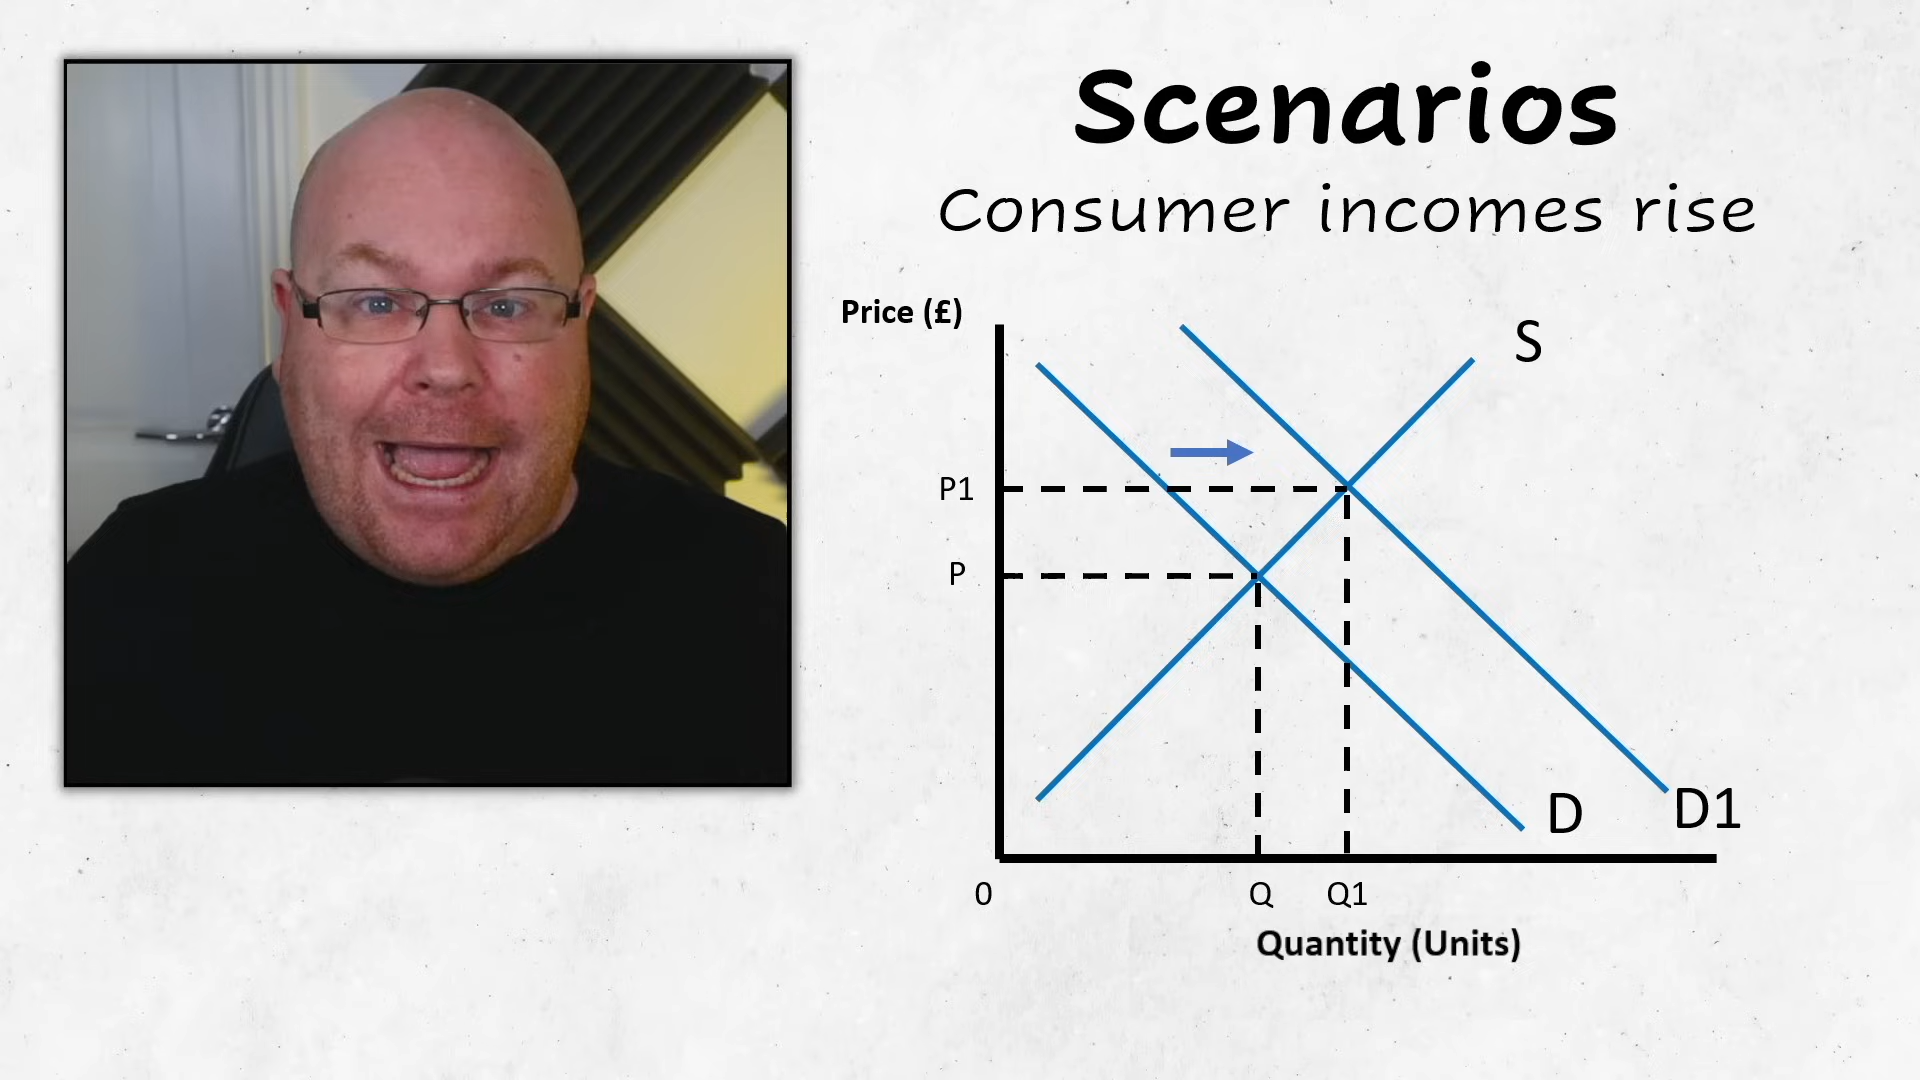 Scenarios
Consumer incomes rise
Price (£)
S
P1
P
D
D1
0
Q
Q1
Quantity (Units)